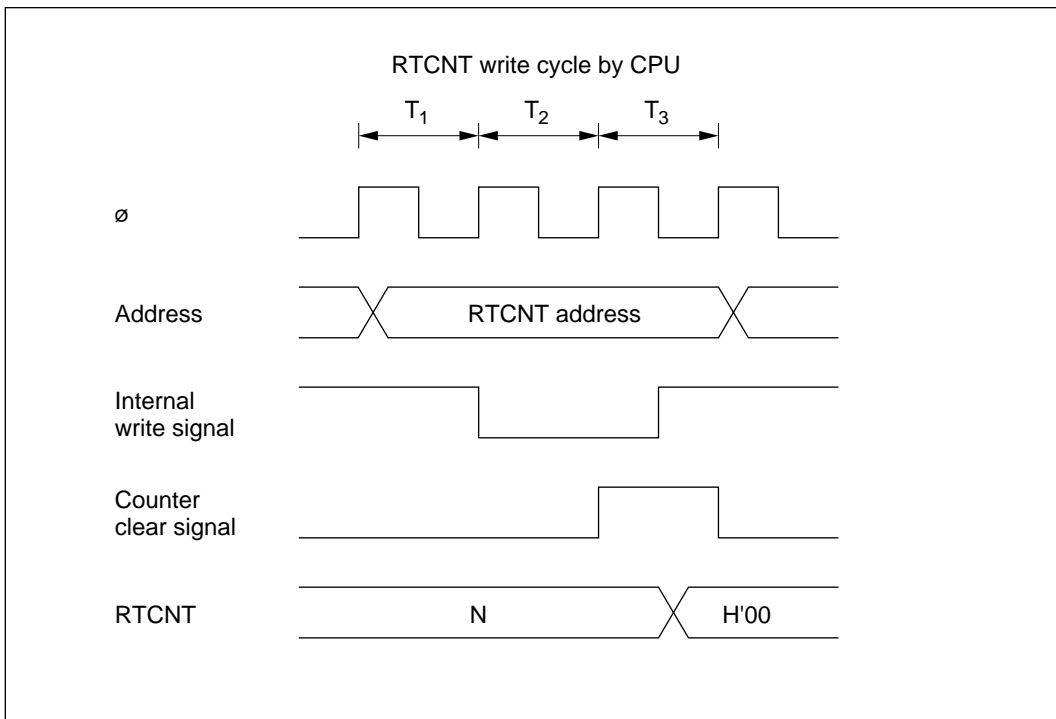 RTCNT write cycle by CPU
T₁ T₂ T₃
ø
Address
RTCNT address
Internal
write signal
Counter
clear signal
RTCNT
N
H'00